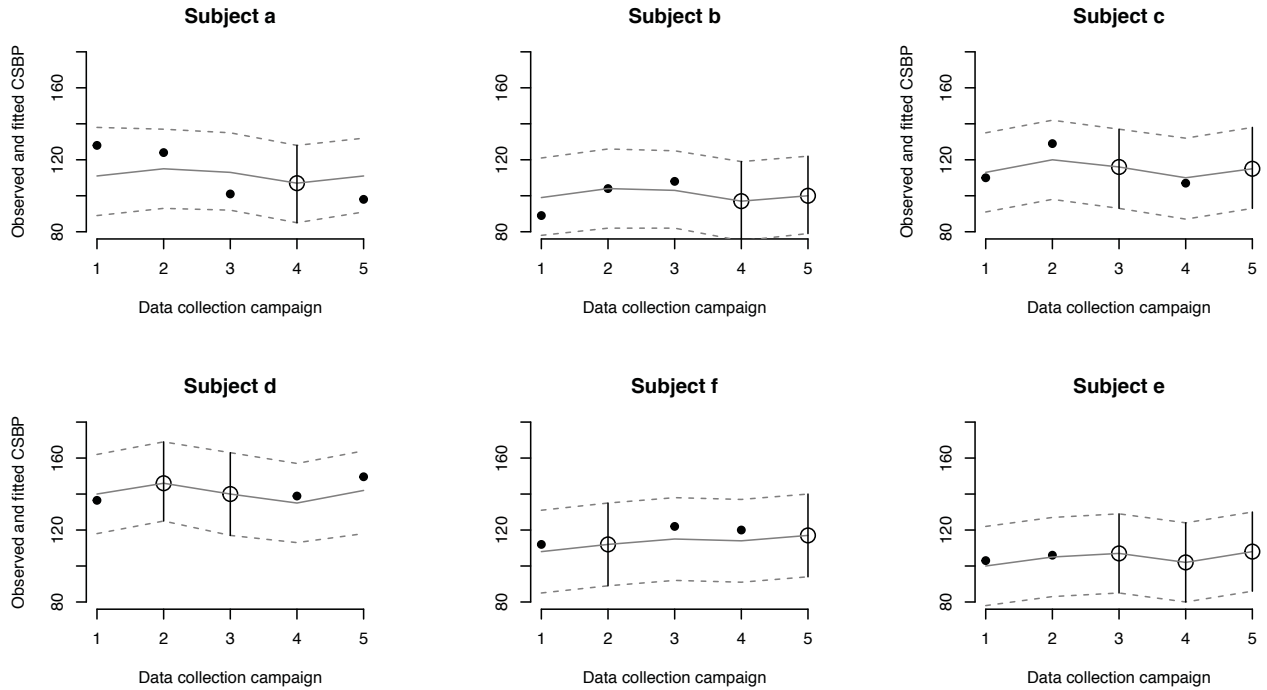 Subject a
Observed and fitted CSBP
160
120
80
1 2 3 4 5
Data collection campaign
Subject b
160
120
80
1 2 3 4 5
Data collection campaign
Subject c
Observed and fitted CSBP
160
120
80
1 2 3 4 5
Data collection campaign
Subject d
Observed and fitted CSBP
160
120
80
1 2 3 4 5
Data collection campaign
Subject f
160
120
80
1 2 3 4 5
Data collection campaign
Subject e
160
120
80
1 2 3 4 5
Data collection campaign